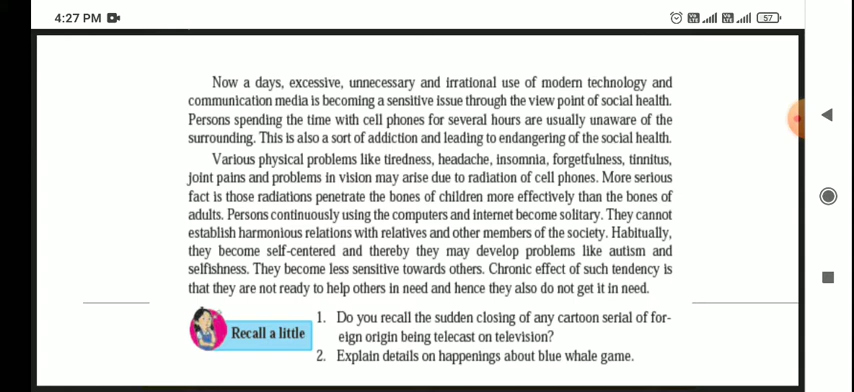 4:27 PM
57
Now a days, excessive, unnecessary and irrational use of modern technology and
communication media is becoming a sensitive issue through the view point of social health.
Persons spending the time with cell phones for several hours are usually unaware of the
surrounding. This is also a sort of addiction and leading to endangering of the social health.
Various physical problems like tiredness, headache, insomnia, forgetfulness, tinnitus,
joint pains and problems in vision may arise due to radiation of cell phones. More serious
fact is those radiations penetrate the bones of children more effectively than the bones of
adults. Persons continuously using the computers and internet become solitary. They cannot
establish harmonious relations with relatives and other members of the society. Habitually,
they become self-centered and thereby they may develop problems like autism and
selfishness. They become less sensitive towards others. Chronic effect of such tendency is
that they are not ready to help others in need and hence they also do not get it in need.
Recall a little
1. Do you recall the sudden closing of any cartoon serial of for-
eign origin being telecast on television?
2. Explain details on happenings about blue whale game.